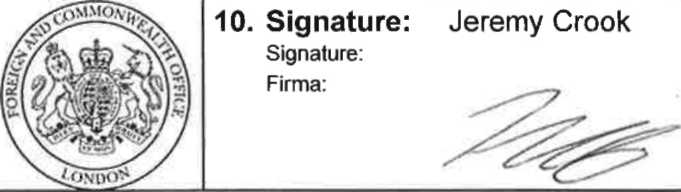 FOREIGN AND COMMONWEALTH OFFICE
LONDON
10. Signature: Jeremy Crook
Signature:
Firma: